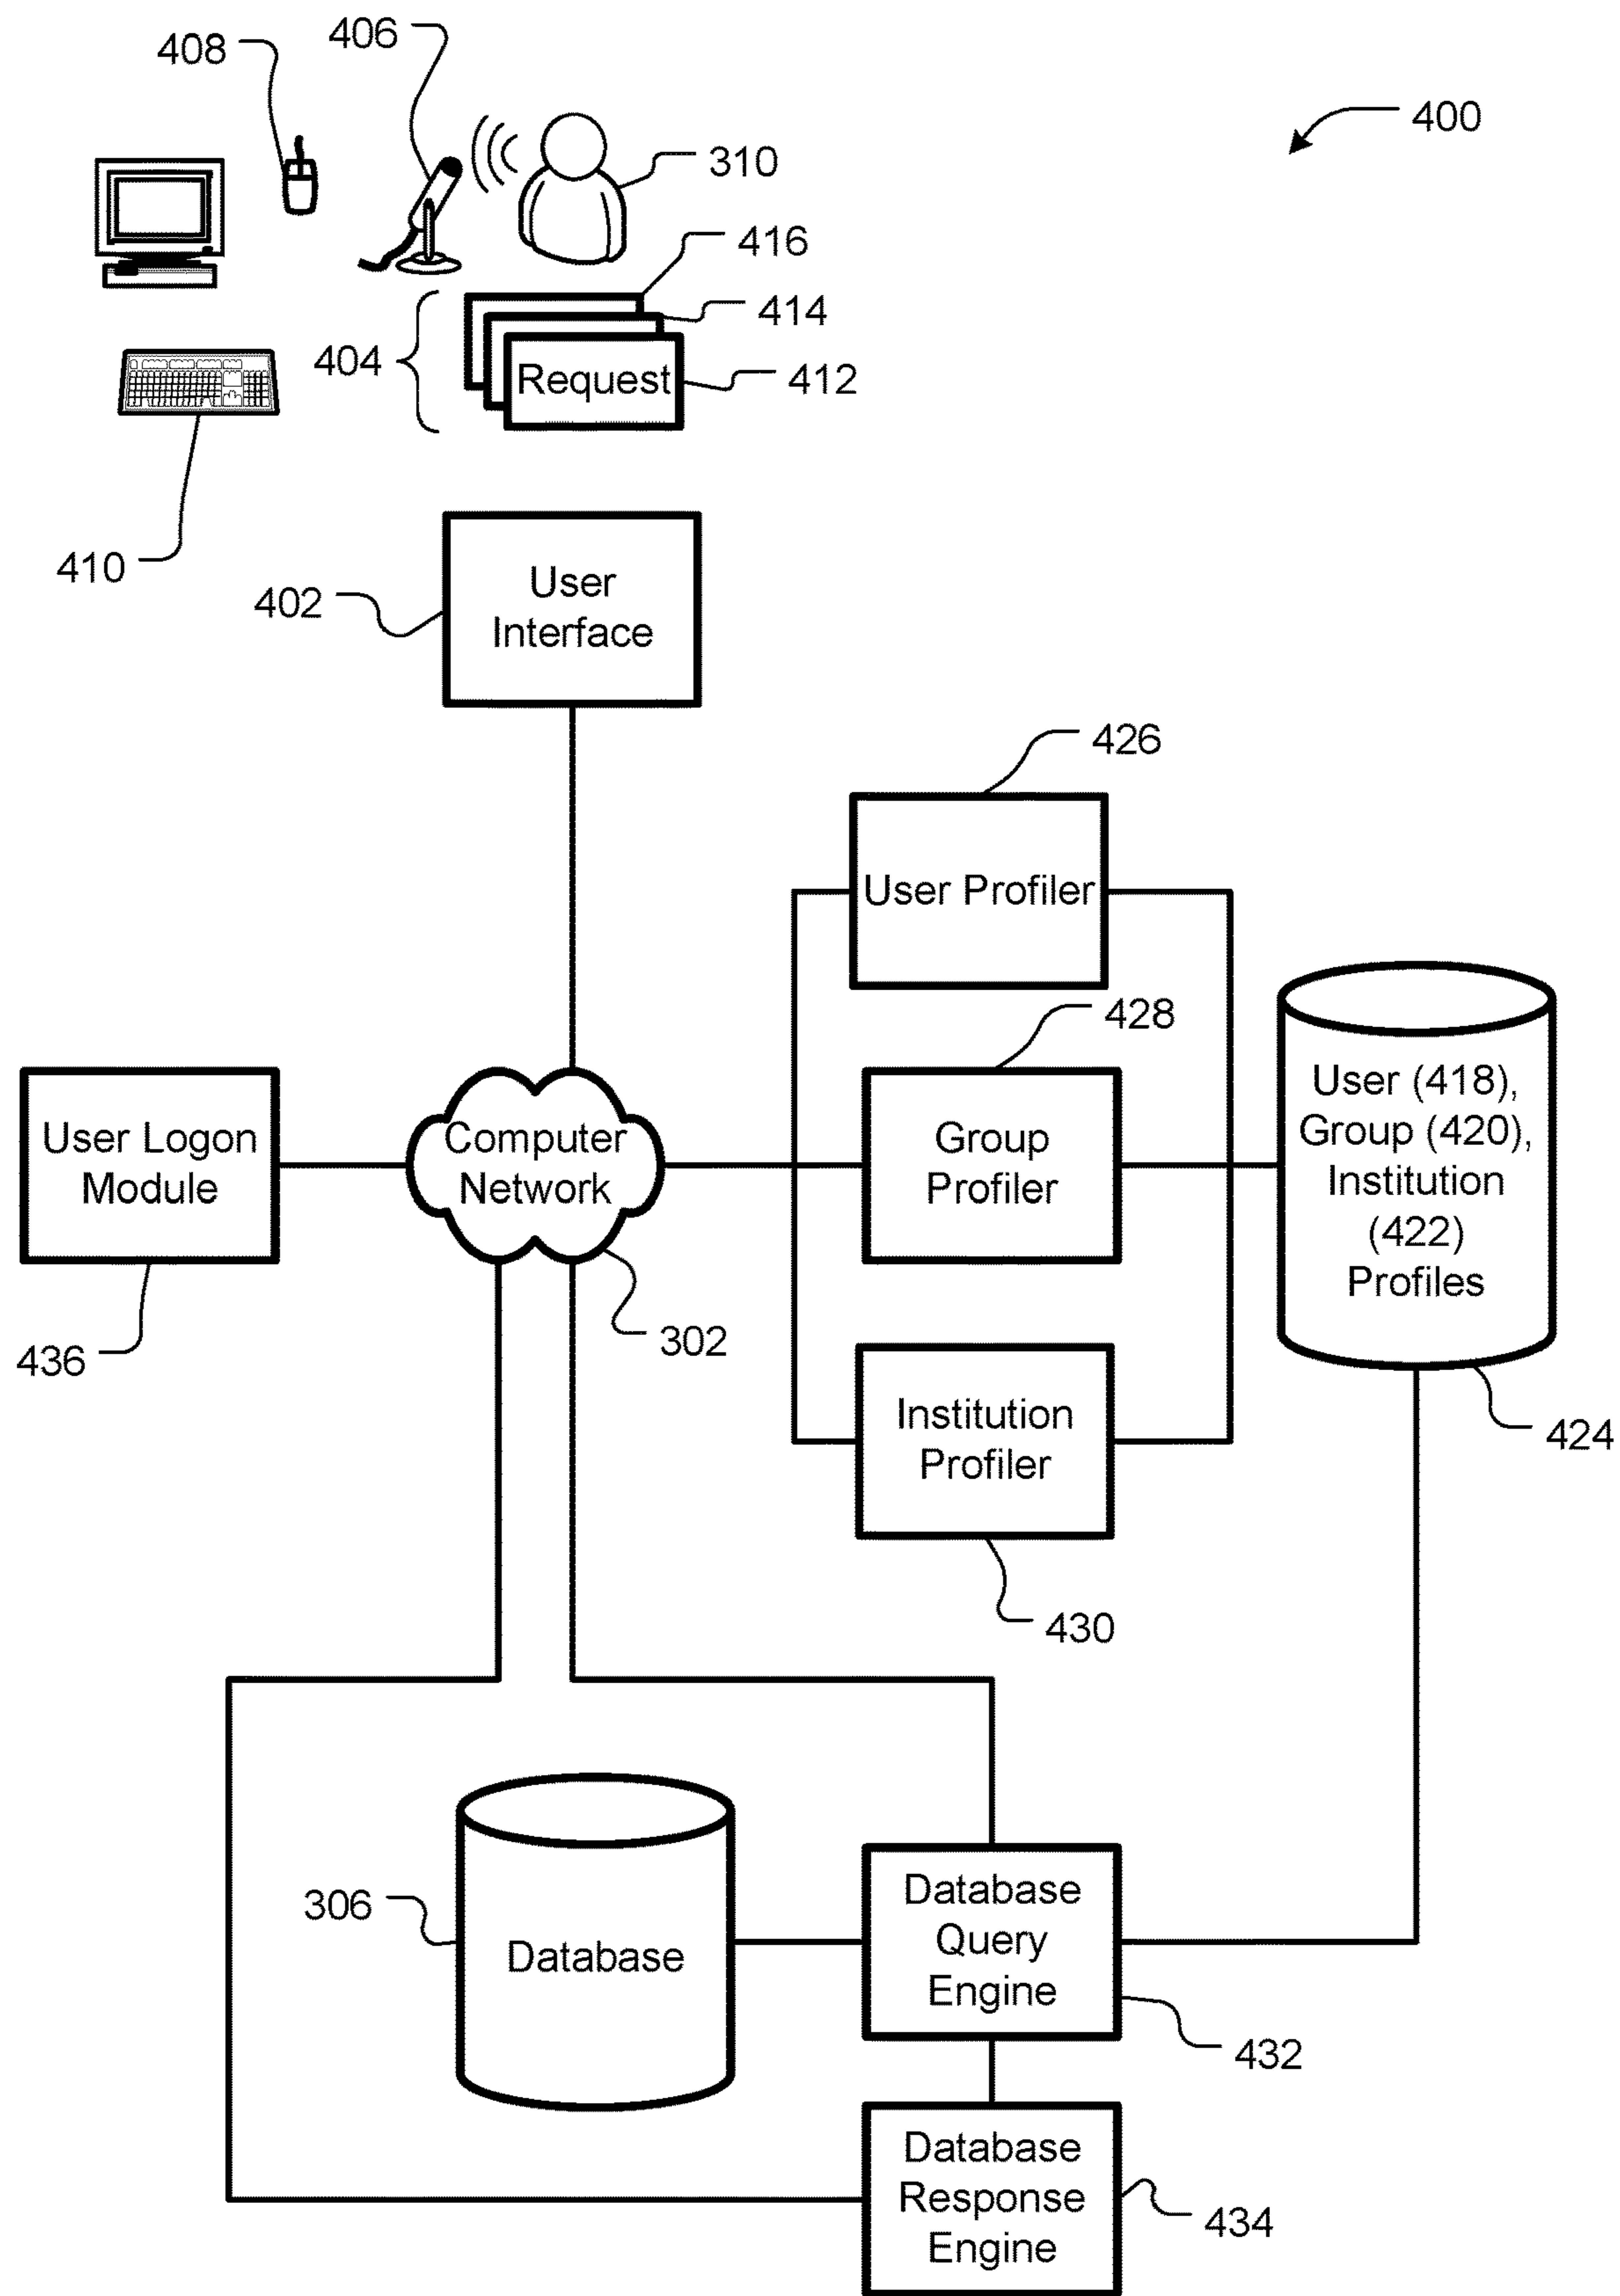 406
408
400
310
416
414
404
Request
412
410
402
User
Interface
426
User Profiler
428
User Logon
Module
Computer
Network
Group
Profiler
User (418),
Group (420),
Institution
(422)
Profiles
436
302
Institution
Profiler
424
430
306
Database
Database
Query
Engine
432
Database
Response
Engine
434